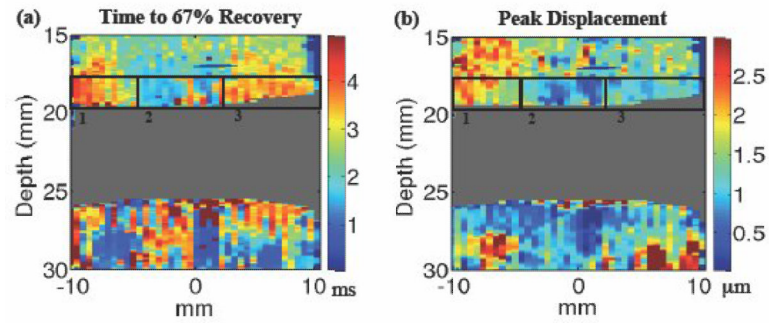 (a) Time to 67% Recovery
15
20
25
30
Depth (mm)
1 2 3
-10 0 10
mm
4
3
2
1
ms
(b) Peak Displacement
15
20
25
30
Depth (mm)
1 2 3
-10 0 10
mm
2.5
2
1.5
1
0.5
μm